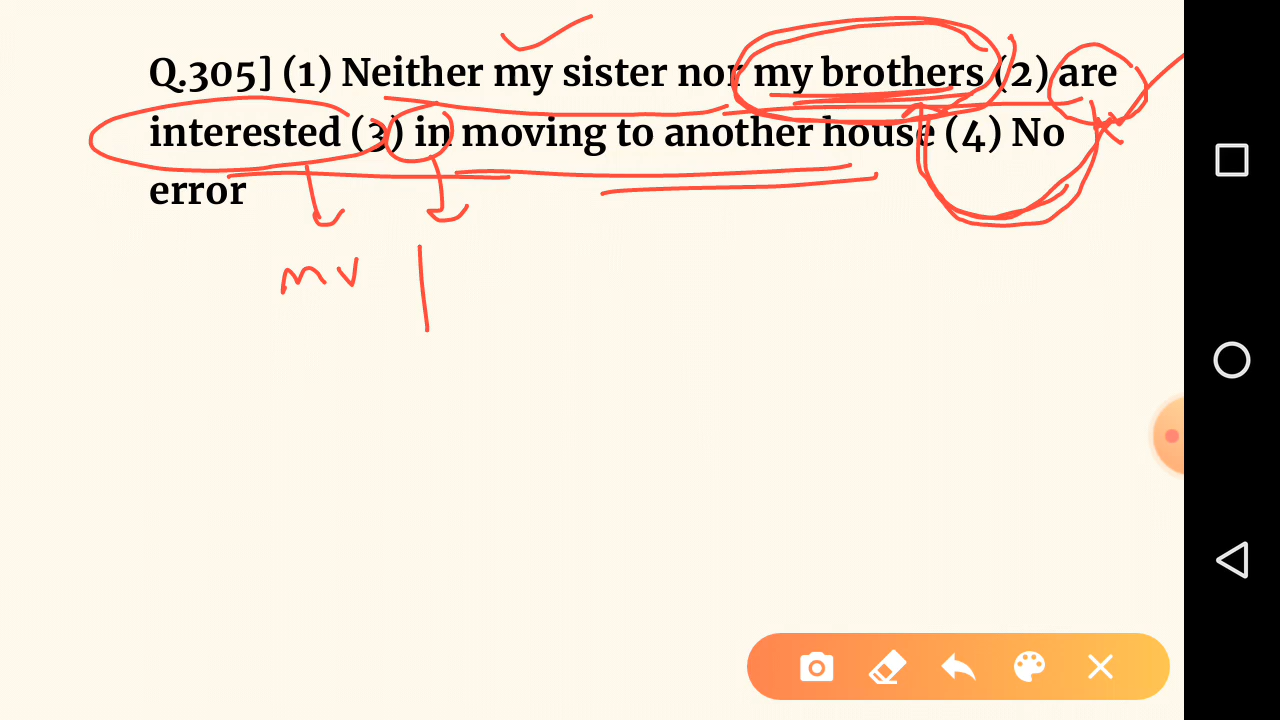 Q.305] (1) Neither my sister nor my brothers (2) are
interested (3) in moving to another house (4) No
error
mv